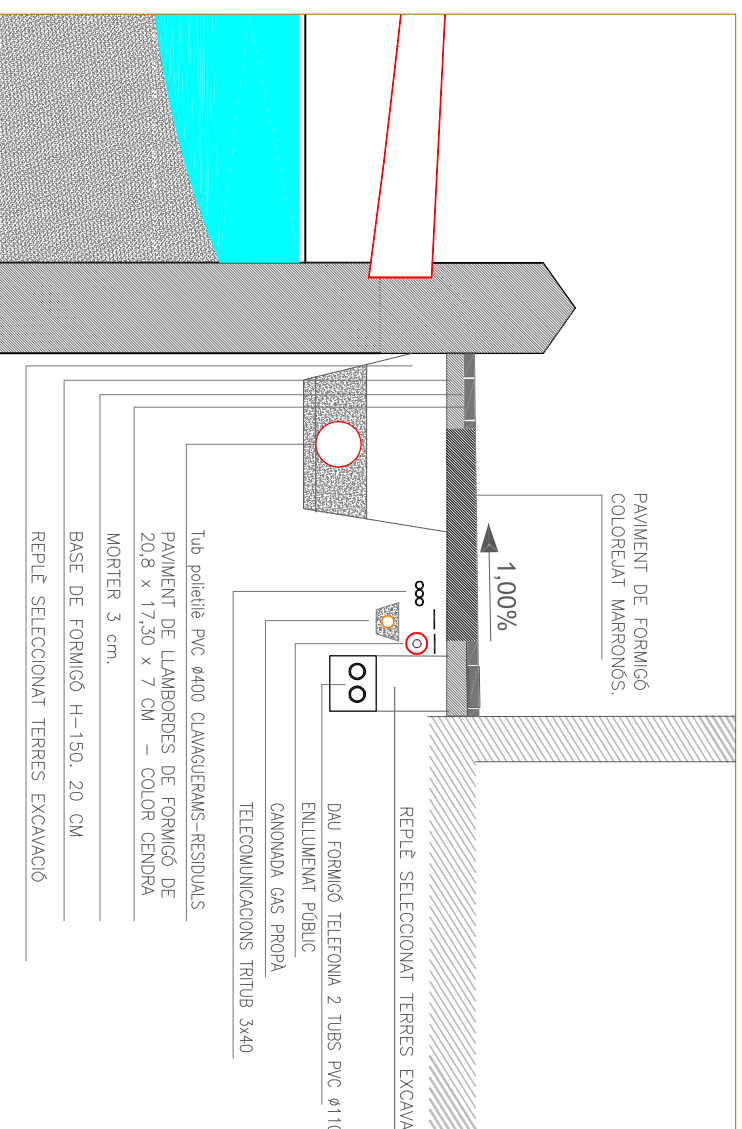 PAVIMENT DE FORMIGÓ
COLOREJAT MARRONÓS.
1,00%
REPLÈ SELECCIONAT TERRES EXCAVA
DAU FORMIGÓ TELEFONIA 2 TUBS PVC ø110
ENLLUMENAT PÚBLIC
CANONADA GAS PROPÀ
TELECOMUNICACIONS TRITUB 3x40
Tub polietilè PVC ø400 CLAVAGUERAMS-RESIDUALS
PAVIMENT DE LLAMBORDES DE FORMIGÓ DE
20,8 x 17,30 x 7 CM - COLOR CENDRA
MORTER 3 cm.
BASE DE FORMIGÓ H-150. 20 CM
REPLÈ SELECCIONAT TERRES EXCAVACIÓ